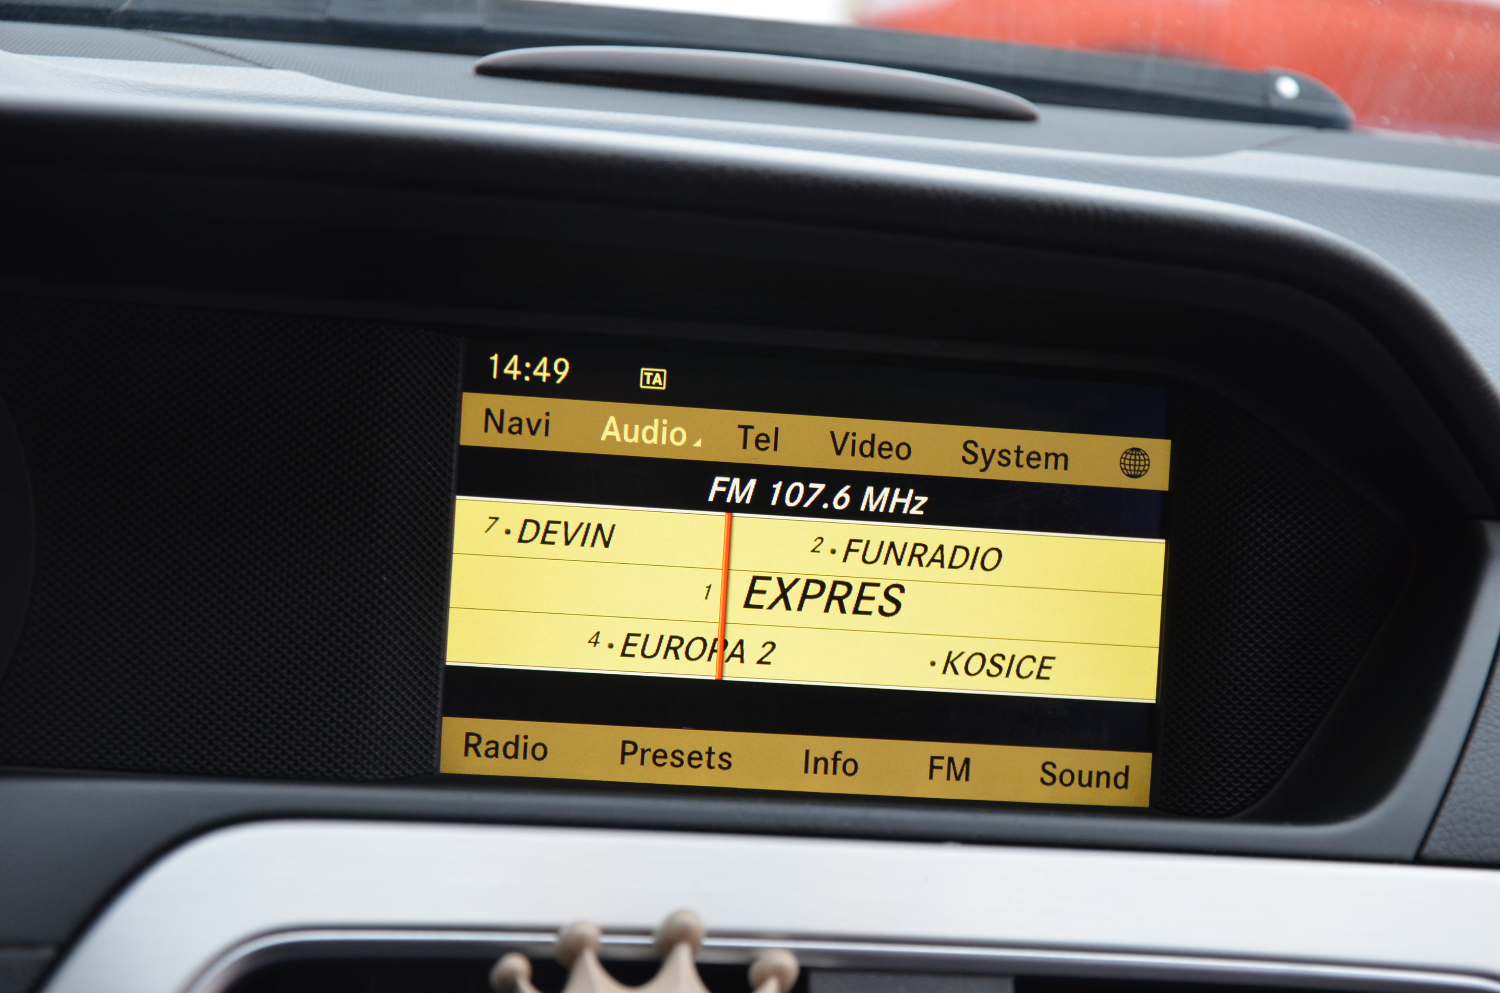 14:49 TA
Navi Audio Tel Video System
FM 107.6 MHz
7 · DEVIN 2 · FUNRADIO
1 EXPRES
4 · EUROPA 2 · KOSICE
Radio Presets Info FM Sound